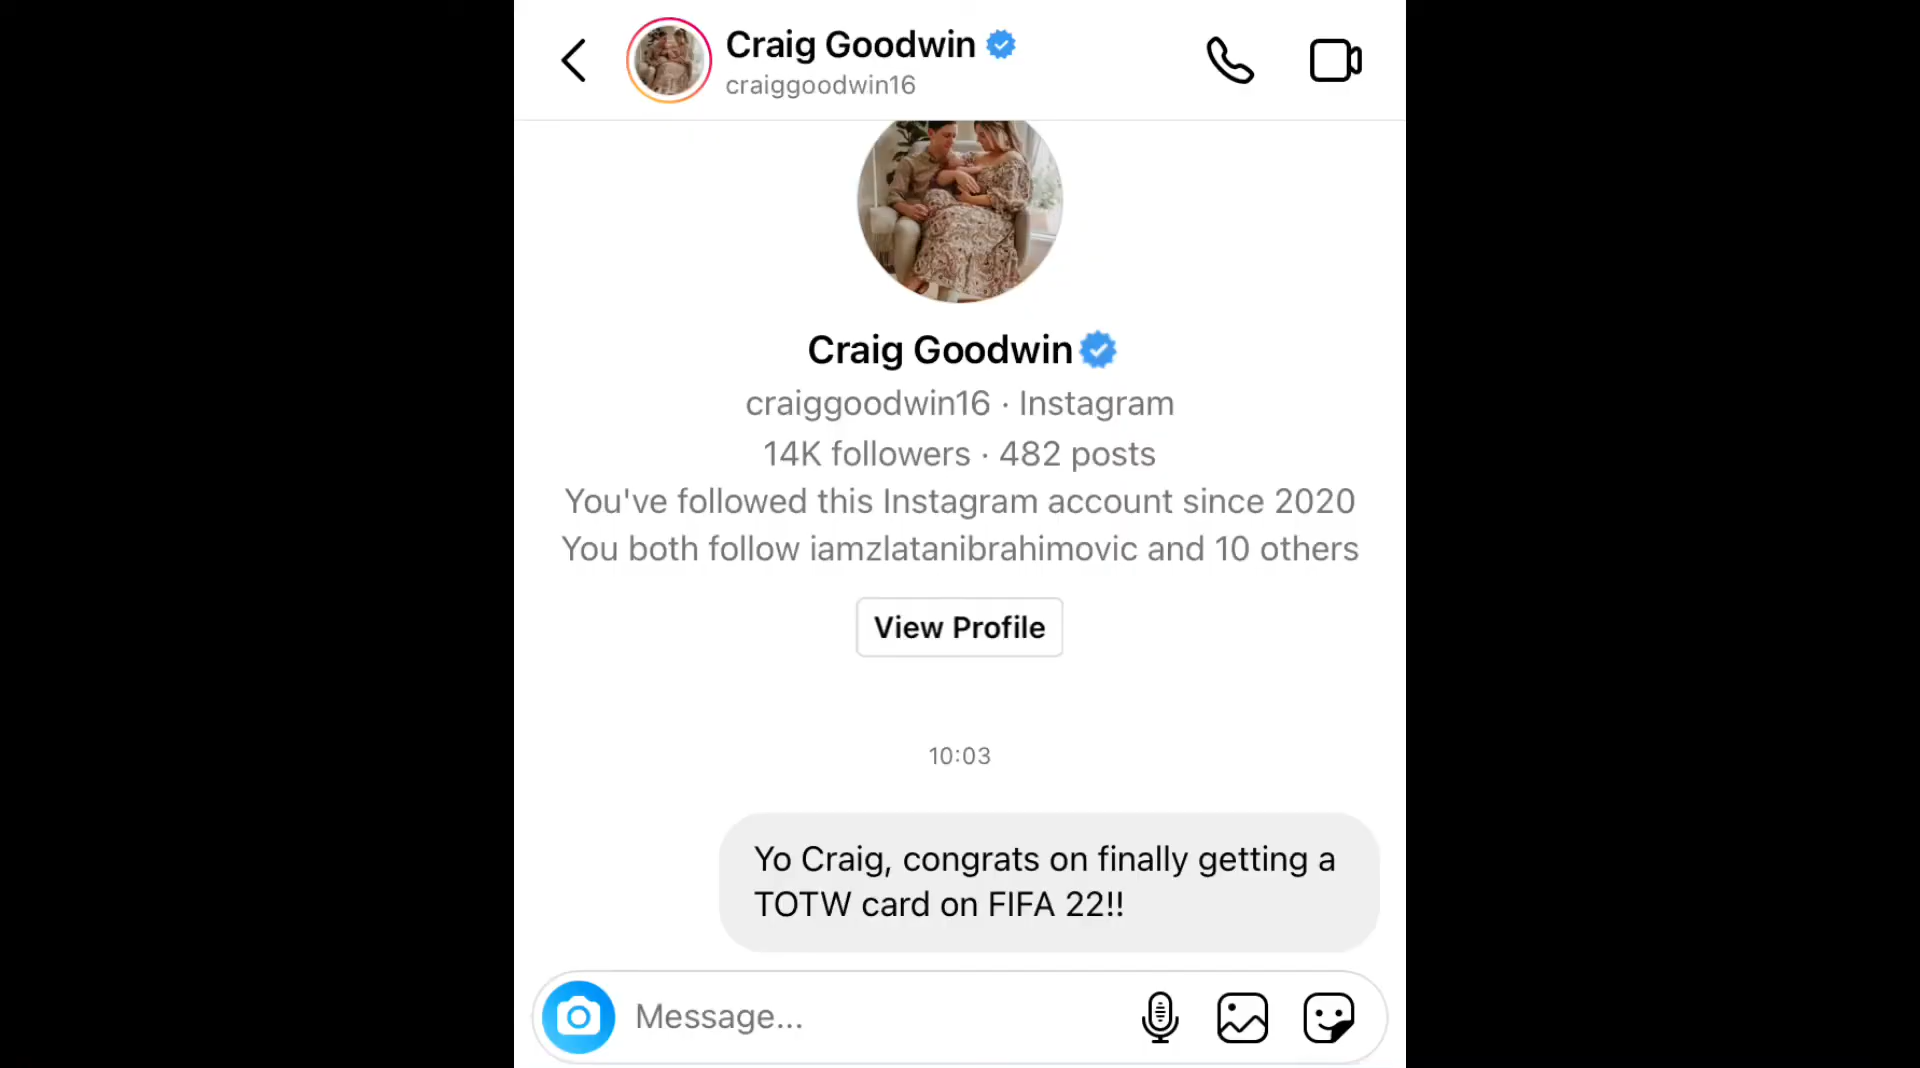 Craig Goodwin
craiggoodwin16
Craig Goodwin
craiggoodwin16 · Instagram
14K followers · 482 posts
You've followed this Instagram account since 2020
You both follow iamzlatanibrahimovic and 10 others
View Profile
10:03
Yo Craig, congrats on finally getting a
TOTW card on FIFA 22!!
Message...